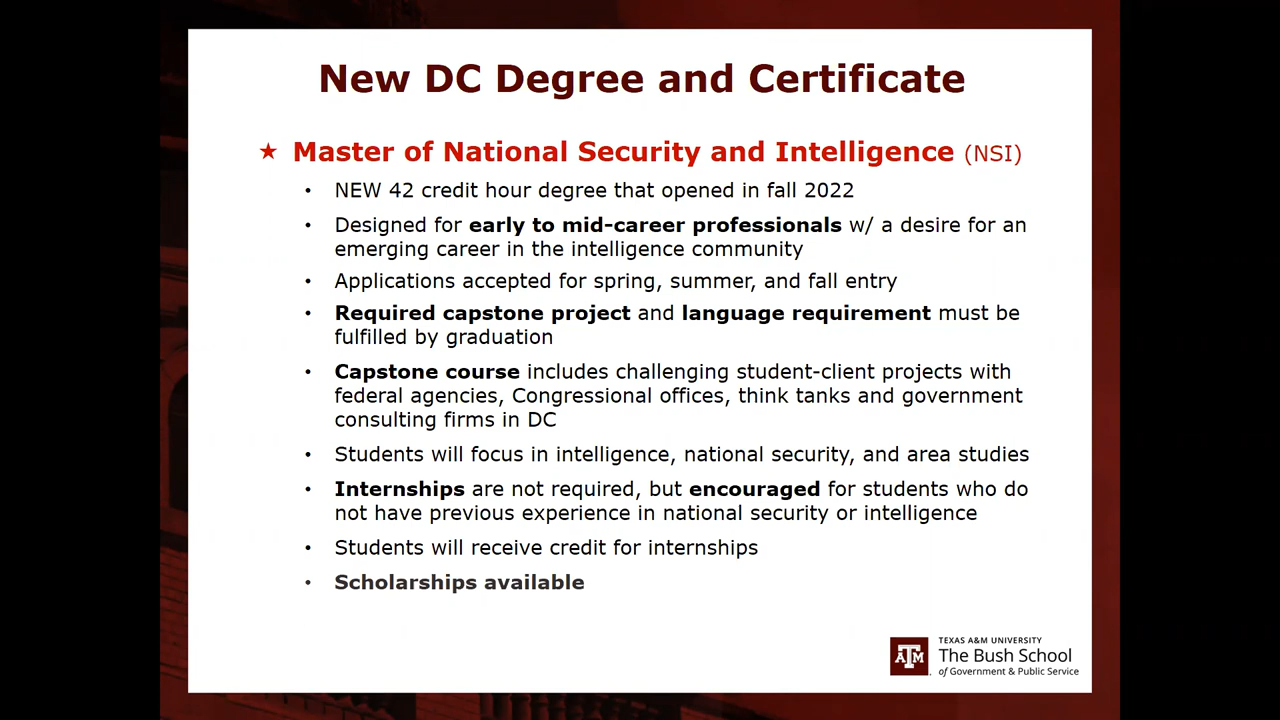 New DC Degree and Certificate
★ Master of National Security and Intelligence (NSI)
• NEW 42 credit hour degree that opened in fall 2022
• Designed for early to mid-career professionals w/ a desire for an
emerging career in the intelligence community
• Applications accepted for spring, summer, and fall entry
• Required capstone project and language requirement must be
fulfilled by graduation
• Capstone course includes challenging student-client projects with
federal agencies, Congressional offices, think tanks and government
consulting firms in DC
• Students will focus in intelligence, national security, and area studies
• Internships are not required, but encouraged for students who do
not have previous experience in national security or intelligence
• Students will receive credit for internships
• Scholarships available
ATM
TEXAS A&M UNIVERSITY
The Bush School
of Government & Public Service